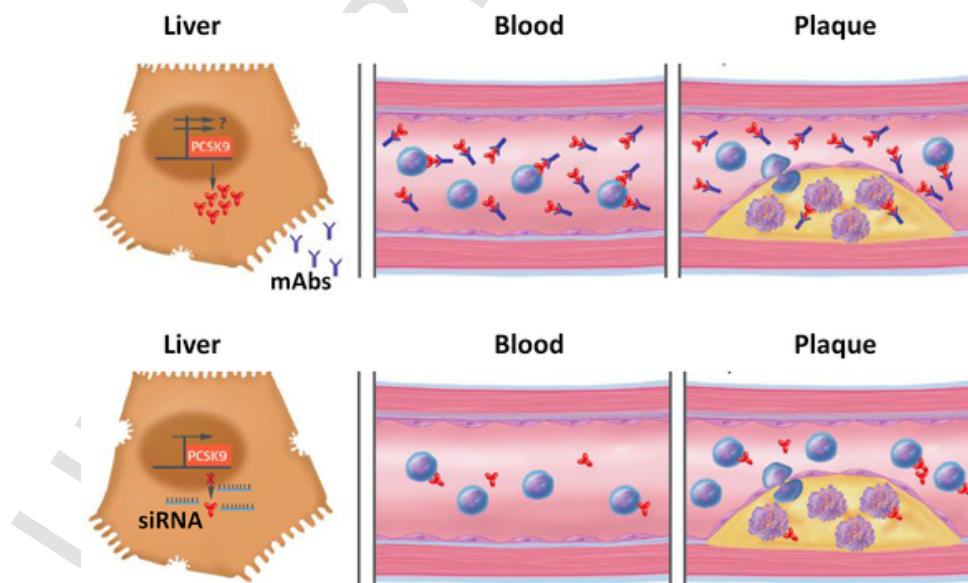 Liver
Blood
Plaque
?
PCSK9
mAbs
Liver
Blood
Plaque
PCSK9
X
siRNA